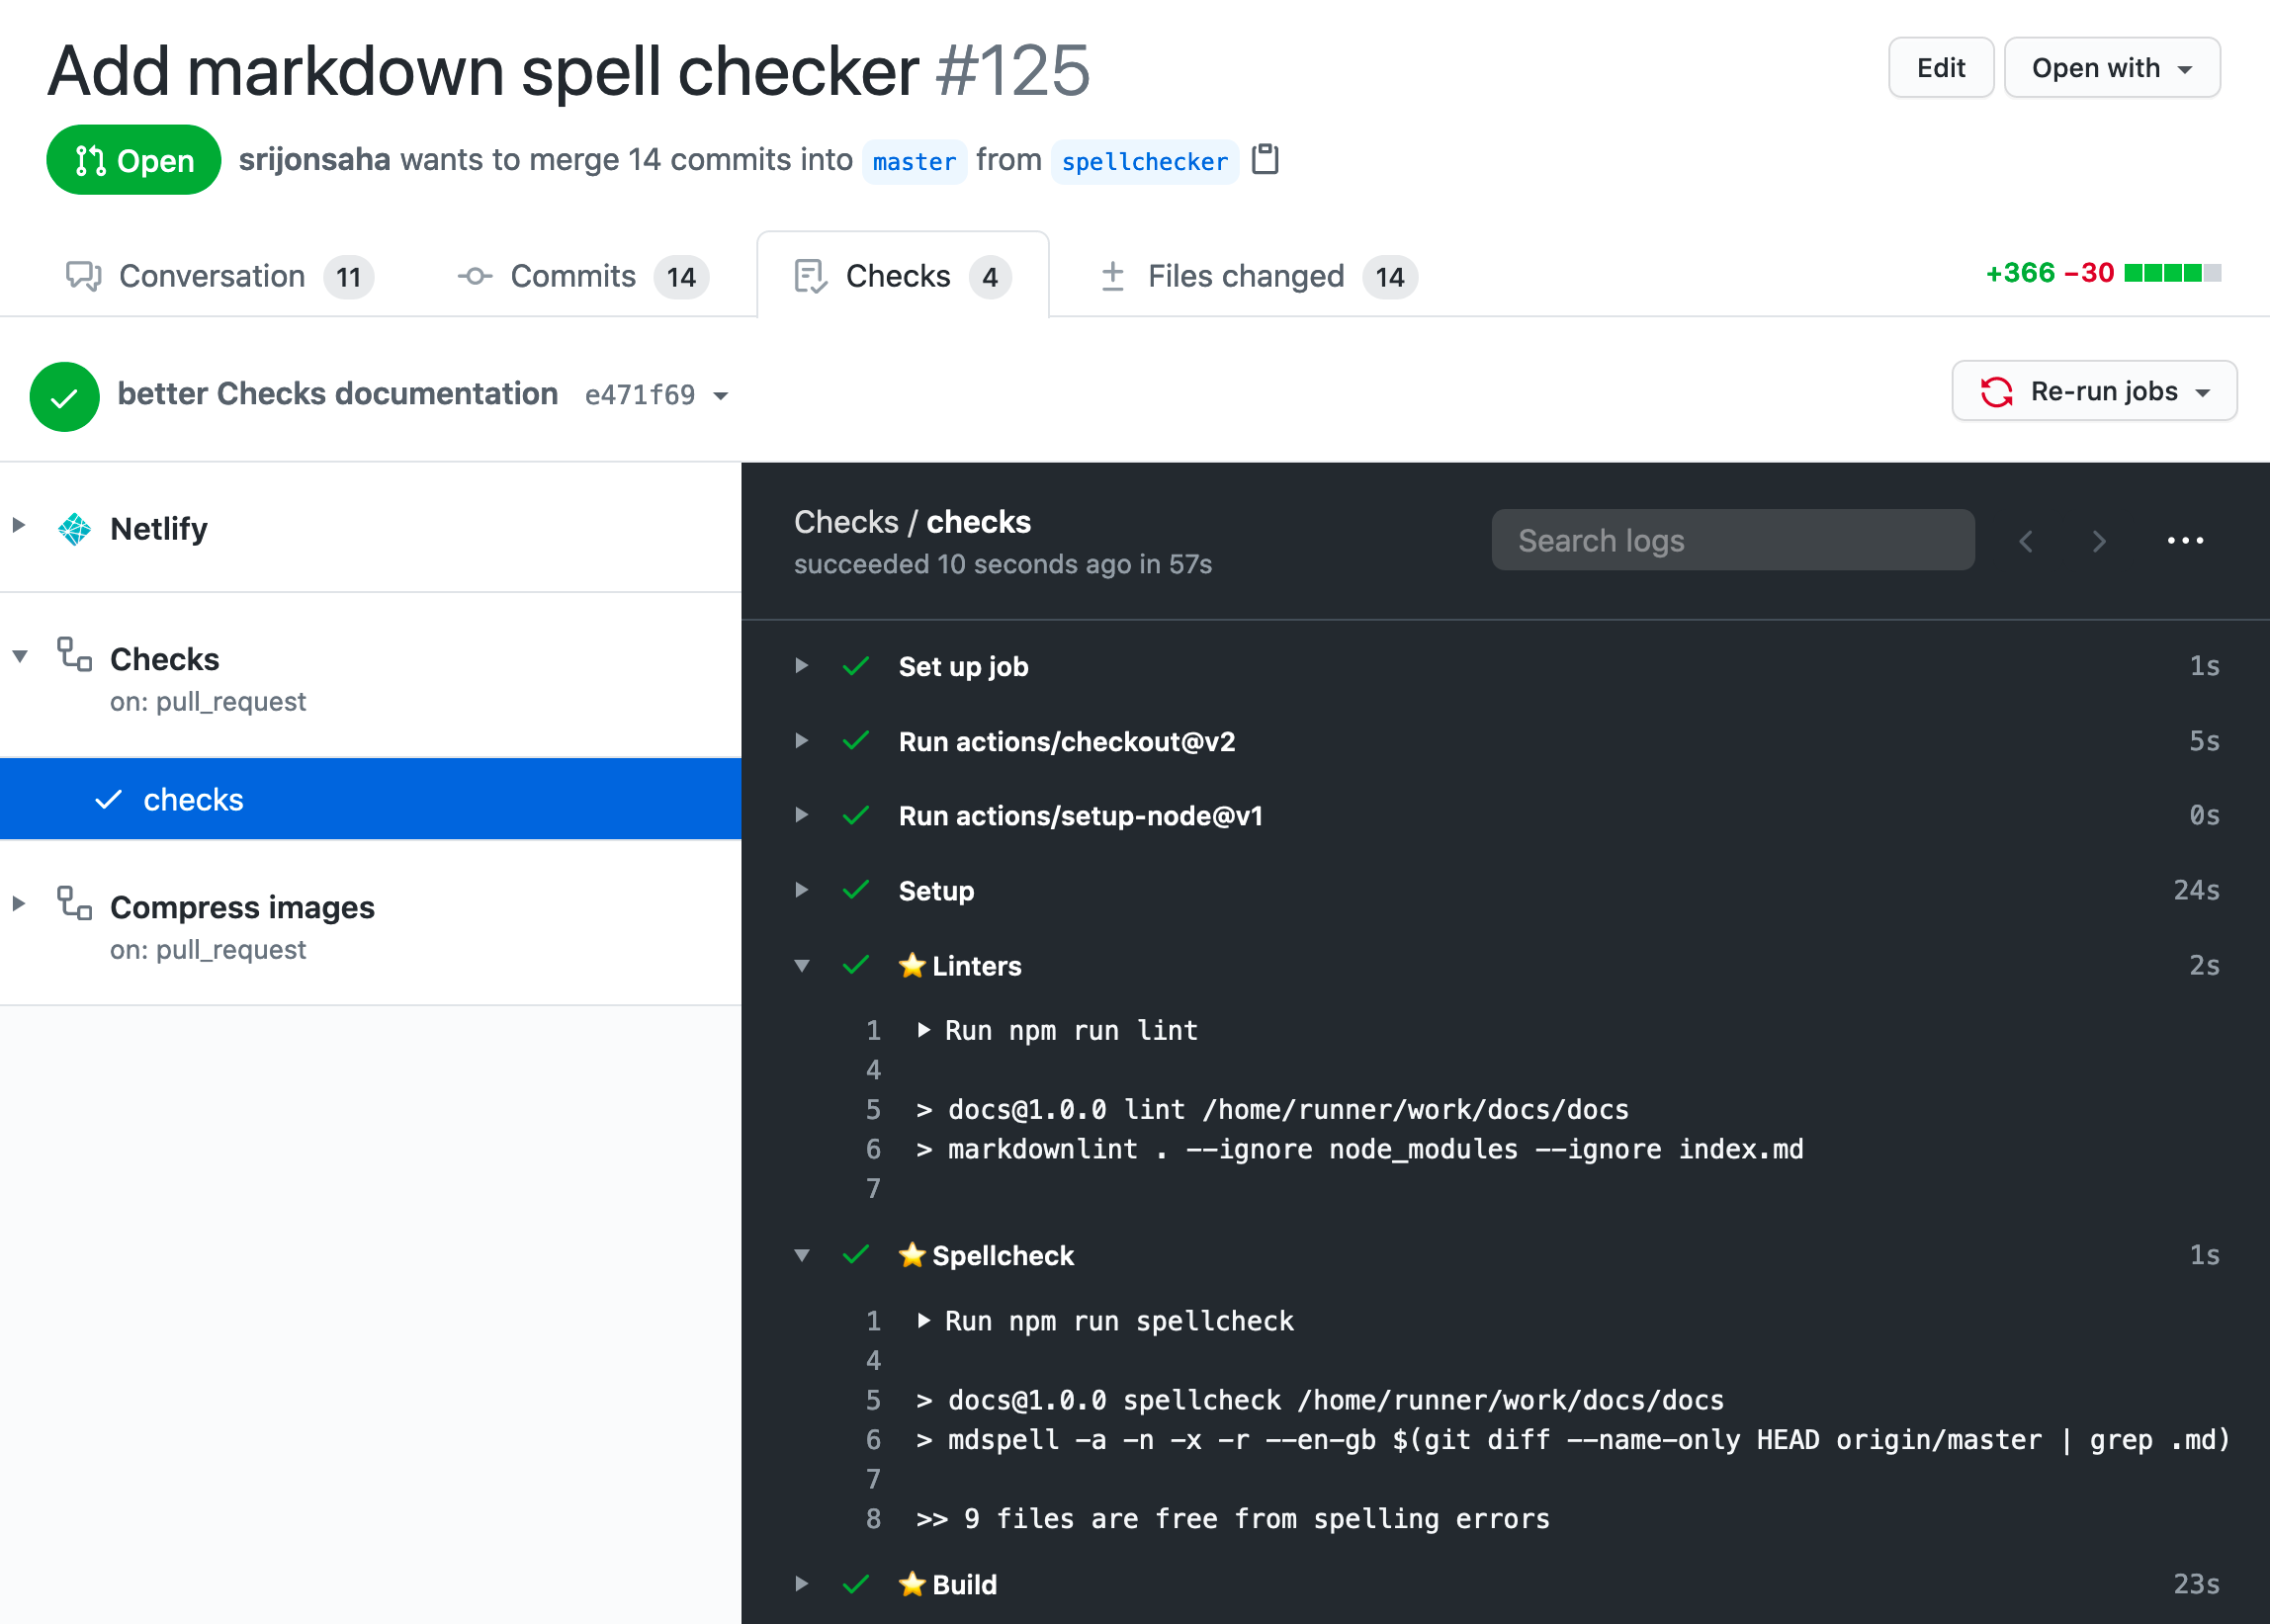 Add markdown spell checker #125
Edit
Open with
Open
srijonsaha wants to merge 14 commits into master from spellchecker
Conversation 11
Commits 14
Checks 4
Files changed 14
+366 −30
better Checks documentation e471f69
Re-run jobs
Netlify
Checks
on: pull_request
checks
Compress images
on: pull_request
Checks / checks
succeeded 10 seconds ago in 57s
Search logs
Set up job 1s
Run actions/checkout@v2 5s
Run actions/setup-node@v1 0s
Setup 24s
⭐ Linters 2s
1 Run npm run lint
4
5 > docs@1.0.0 lint /home/runner/work/docs/docs
6 > markdownlint . --ignore node_modules --ignore index.md
7
⭐ Spellcheck 1s
1 Run npm run spellcheck
4
5 > docs@1.0.0 spellcheck /home/runner/work/docs/docs
6 > mdspell -a -n -x -r --en-gb $(git diff --name-only HEAD origin/master | grep .md)
7
8 >> 9 files are free from spelling errors
⭐ Build 23s